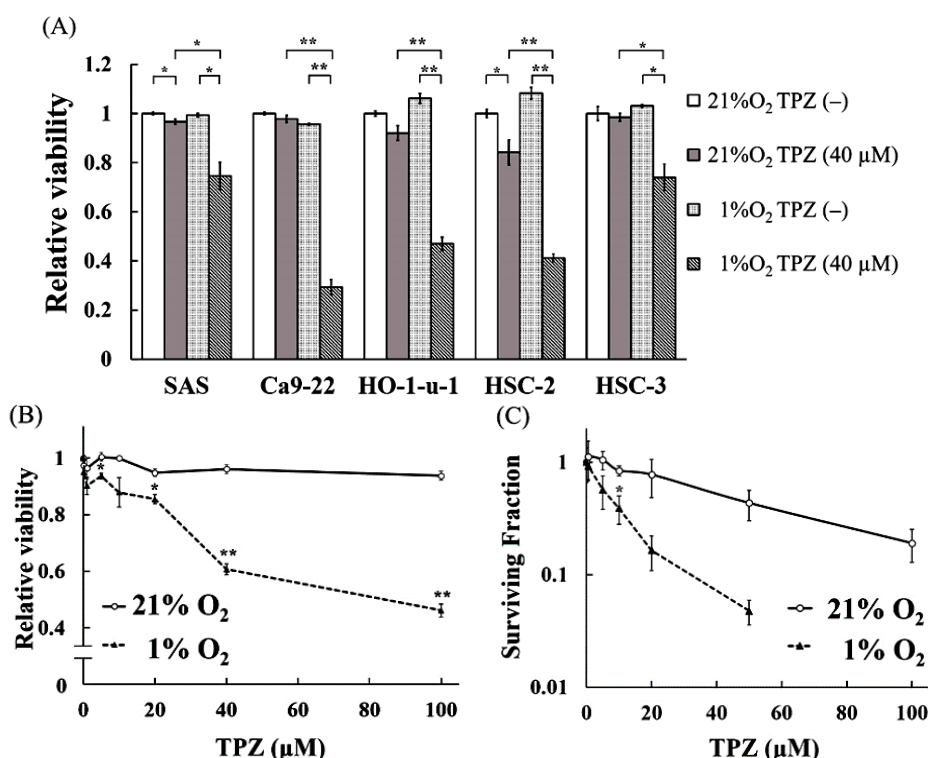 (A)
* ** ** ** *
* * ** ** * ** *
1.2
1
0.8
0.6
0.4
0.2
0
Relative viability
SAS Ca9-22 HO-1-u-1 HSC-2 HSC-3
21%O₂ TPZ (–)
21%O₂ TPZ (40 μM)
1%O₂ TPZ (–)
1%O₂ TPZ (40 μM)
(B)
1
0.8
0.6
0.4
0
Relative viability
* * ** **
21% O₂
1% O₂
0 20 40 60 80 100
TPZ (μM)
(C)
1
0.1
0.01
Surviving Fraction
*
21% O₂
1% O₂
0 20 40 60 80 100
TPZ (μM)